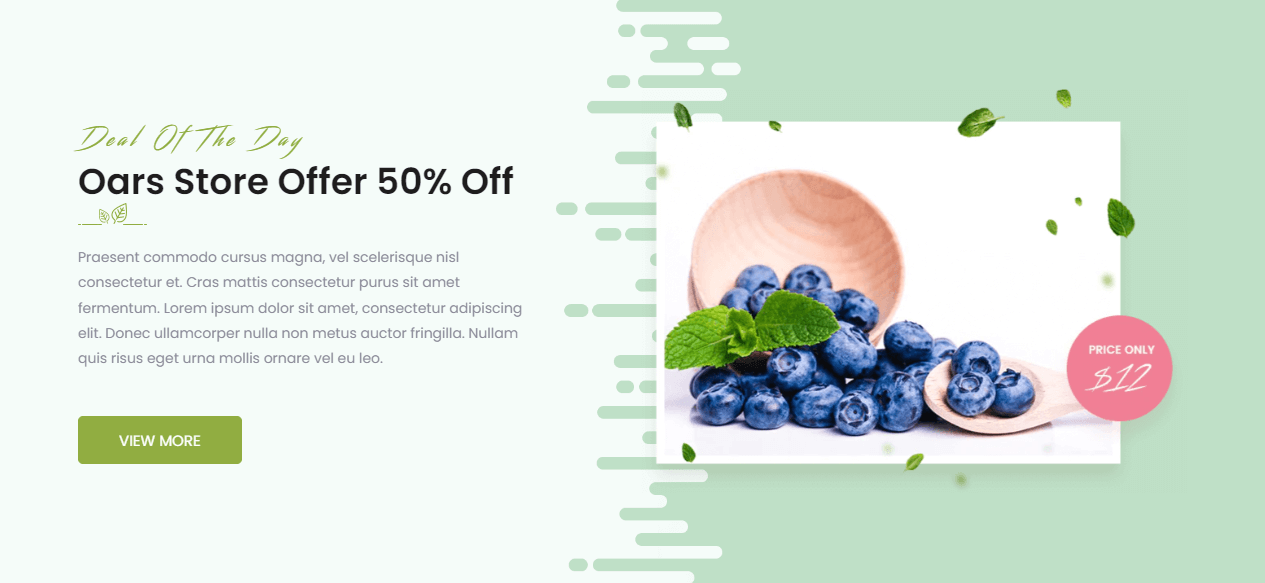 Deal Of The Day
Oars Store Offer 50% Off
Praesent commodo cursus magna, vel scelerisque nisl
consectetur et. Cras mattis consectetur purus sit amet
fermentum. Lorem ipsum dolor sit amet, consectetur adipiscing
elit. Donec ullamcorper nulla non metus auctor fringilla. Nullam
quis risus eget urna mollis ornare vel eu leo.
VIEW MORE
PRICE ONLY
$12